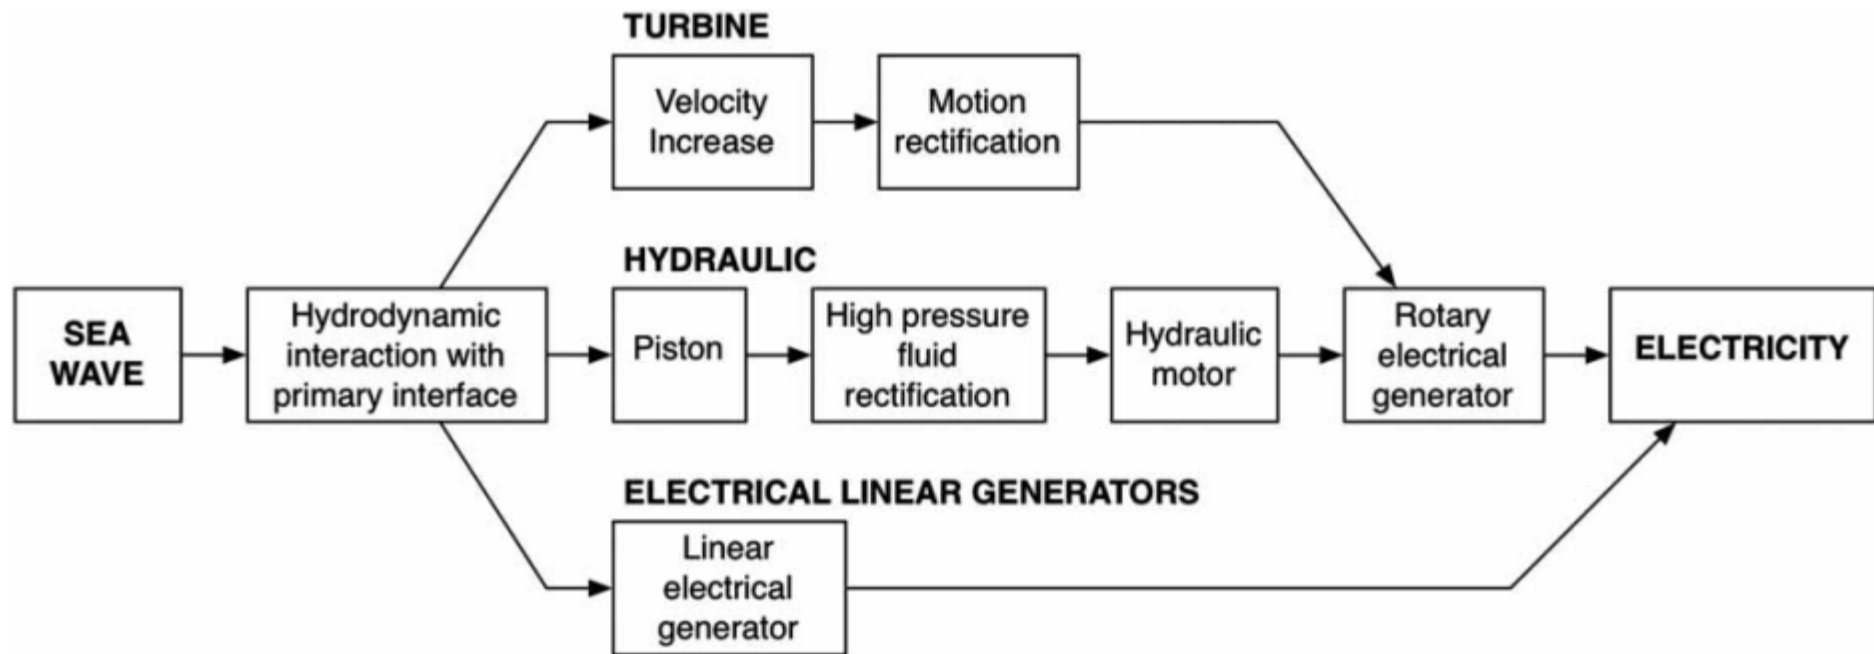 TURBINE
Velocity
Increase
Motion
rectification
HYDRAULIC
SEA
WAVE
Hydrodynamic
interaction with
primary interface
Piston
High pressure
fluid
rectification
Hydraulic
motor
Rotary
electrical
generator
ELECTRICITY
ELECTRICAL LINEAR GENERATORS
Linear
electrical
generator